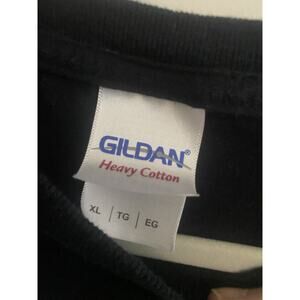 GILDAN®
Heavy Cotton
XL | TG | EG